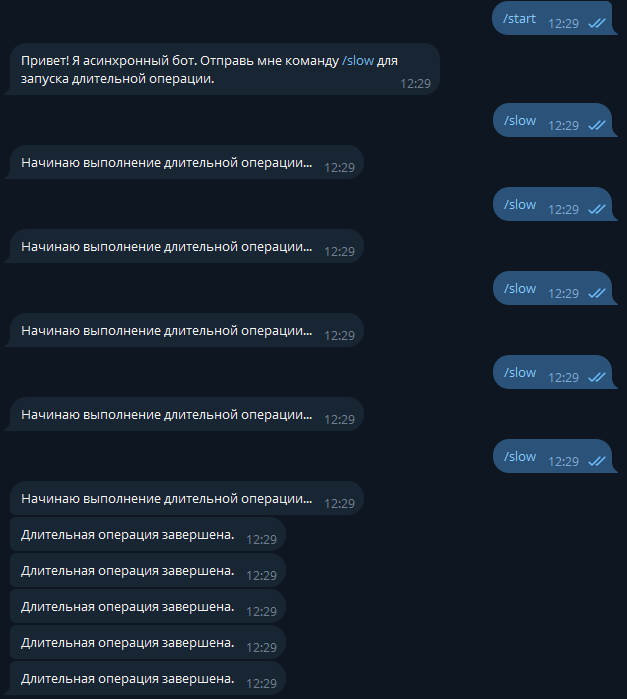 /start 12:29
Привет! Я асинхронный бот. Отправь мне команду /slow для
запуска длительной операции. 12:29
/slow 12:29
Начинаю выполнение длительной операции... 12:29
/slow 12:29
Начинаю выполнение длительной операции... 12:29
/slow 12:29
Начинаю выполнение длительной операции... 12:29
/slow 12:29
Начинаю выполнение длительной операции... 12:29
/slow 12:29
Начинаю выполнение длительной операции... 12:29
Длительная операция завершена. 12:29
Длительная операция завершена. 12:29
Длительная операция завершена. 12:29
Длительная операция завершена. 12:29
Длительная операция завершена. 12:29